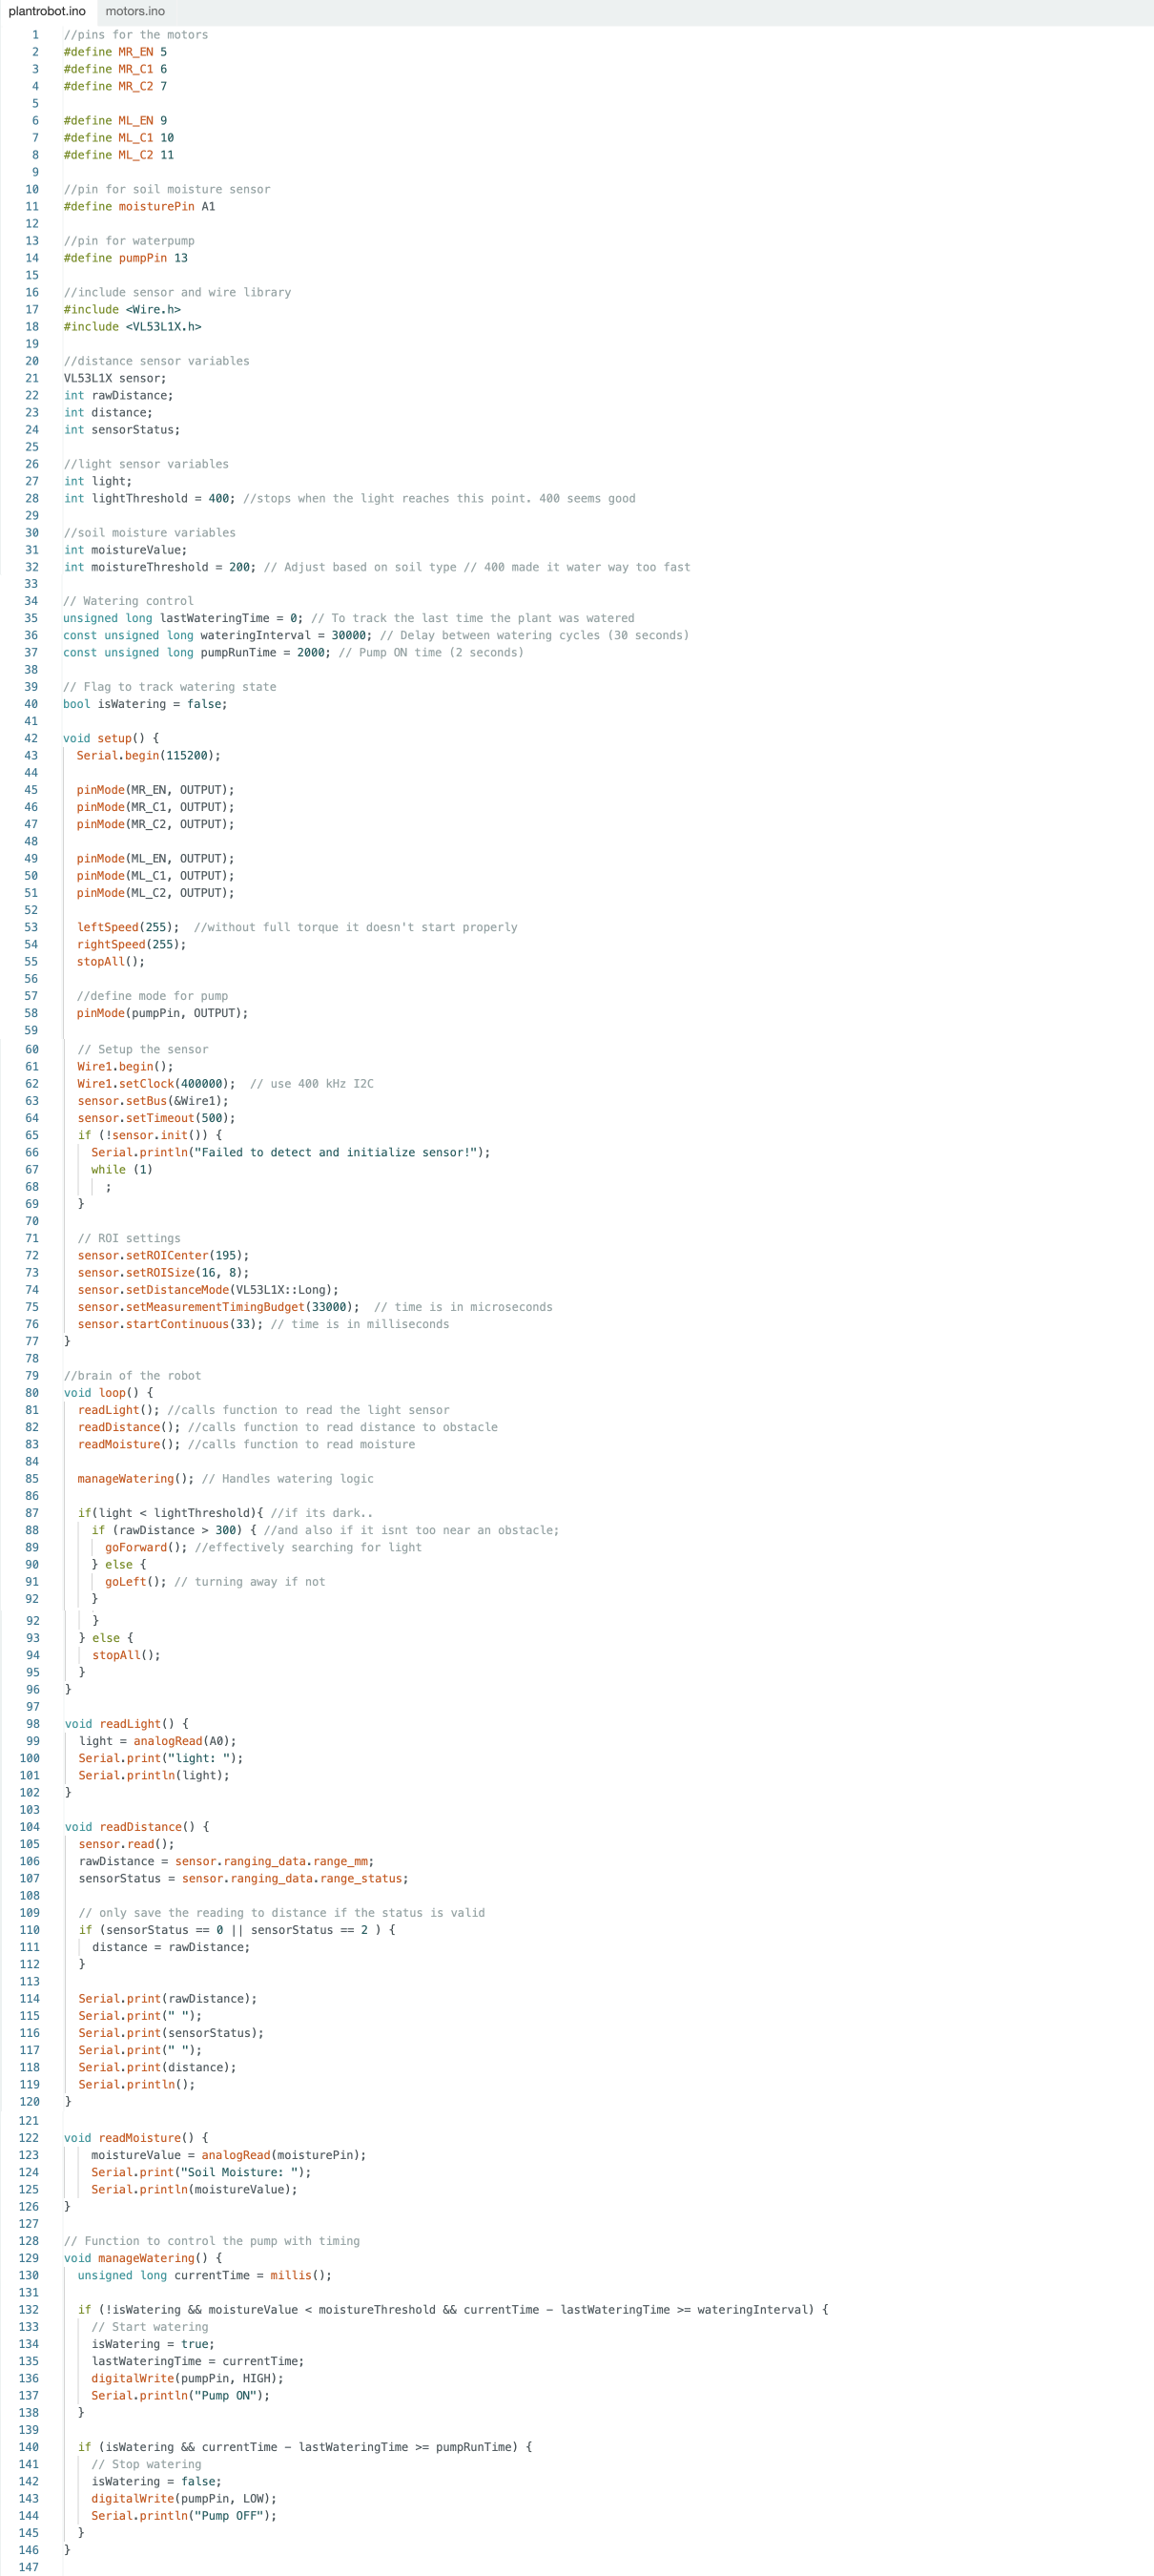 plantrobot.ino motors.ino
1 //pins for the motors
2 #define MR_EN 5
3 #define MR_C1 6
4 #define MR_C2 7
5
6 #define ML_EN 9
7 #define ML_C1 10
8 #define ML_C2 11
9
10 //pin for soil moisture sensor
11 #define moisturePin A1
12
13 //pin for waterpump
14 #define pumpPin 13
15
16 //include sensor and wire library
17 #include <Wire.h>
18 #include <VL53L1X.h>
19
20 //distance sensor variables
21 VL53L1X sensor;
22 int rawDistance;
23 int distance;
24 int sensorStatus;
25
26 //light sensor variables
27 int light;
28 int lightThreshold = 400; //stops when the light reaches this point. 400 seems good
29
30 //soil moisture variables
31 int moistureValue;
32 int moistureThreshold = 200; // Adjust based on soil type // 400 made it water way too fast
33
34 // Watering control
35 unsigned long lastWateringTime = 0; // To track the last time the plant was watered
36 const unsigned long wateringInterval = 30000; // Delay between watering cycles (30 seconds)
37 const unsigned long pumpRunTime = 2000; // Pump ON time (2 seconds)
38
39 // Flag to track watering state
40 bool isWatering = false;
41
42 void setup() {
43 Serial.begin(115200);
44
45 pinMode(MR_EN, OUTPUT);
46 pinMode(MR_C1, OUTPUT);
47 pinMode(MR_C2, OUTPUT);
48
49 pinMode(ML_EN, OUTPUT);
50 pinMode(ML_C1, OUTPUT);
51 pinMode(ML_C2, OUTPUT);
52
53 leftSpeed(255); //without full torque it doesn't start properly
54 rightSpeed(255);
55 stopAll();
56
57 //define mode for pump
58 pinMode(pumpPin, OUTPUT);
59
60 // Setup the sensor
61 Wire1.begin();
62 Wire1.setClock(400000); // use 400 kHz I2C
63 sensor.setBus(&Wire1);
64 sensor.setTimeout(500);
65 if (!sensor.init()) {
66 Serial.println("Failed to detect and initialize sensor!");
67 while (1)
68 ;
69 }
70
71 // ROI settings
72 sensor.setROICenter(195);
73 sensor.setROISize(16, 8);
74 sensor.setDistanceMode(VL53L1X::Long);
75 sensor.setMeasurementTimingBudget(33000); // time is in microseconds
76 sensor.startContinuous(33); // time is in milliseconds
77 }
78
79 //brain of the robot
80 void loop() {
81 readLight(); //calls function to read the light sensor
82 readDistance(); //calls function to read distance to obstacle
83 readMoisture(); //calls function to read moisture
84
85 manageWatering(); // Handles watering logic
86
87 if(light < lightThreshold){ //if its dark..
88 if (rawDistance > 300) { //and also if it isnt too near an obstacle;
89 goForward(); //effectively searching for light
90 } else {
91 goLeft(); // turning away if not
92 }
92 }
93 } else {
94 stopAll();
95 }
96 }
97
98 void readLight() {
99 light = analogRead(A0);
100 Serial.print("light: ");
101 Serial.println(light);
102 }
103
104 void readDistance() {
105 sensor.read();
106 rawDistance = sensor.ranging_data.range_mm;
107 sensorStatus = sensor.ranging_data.range_status;
108
109 // only save the reading to distance if the status is valid
110 if (sensorStatus == 0 || sensorStatus == 2 ) {
111 distance = rawDistance;
112 }
113
114 Serial.print(rawDistance);
115 Serial.print(" ");
116 Serial.print(sensorStatus);
117 Serial.print(" ");
118 Serial.print(distance);
119 Serial.println();
120 }
121
122 void readMoisture() {
123 moistureValue = analogRead(moisturePin);
124 Serial.print("Soil Moisture: ");
125 Serial.println(moistureValue);
126 }
127
128 // Function to control the pump with timing
129 void manageWatering() {
130 unsigned long currentTime = millis();
131
132 if (!isWatering && moistureValue < moistureThreshold && currentTime - lastWateringTime >= wateringInterval) {
133 // Start watering
134 isWatering = true;
135 lastWateringTime = currentTime;
136 digitalWrite(pumpPin, HIGH);
137 Serial.println("Pump ON");
138 }
139
140 if (isWatering && currentTime - lastWateringTime >= pumpRunTime) {
141 // Stop watering
142 isWatering = false;
143 digitalWrite(pumpPin, LOW);
144 Serial.println("Pump OFF");
145 }
146 }
147